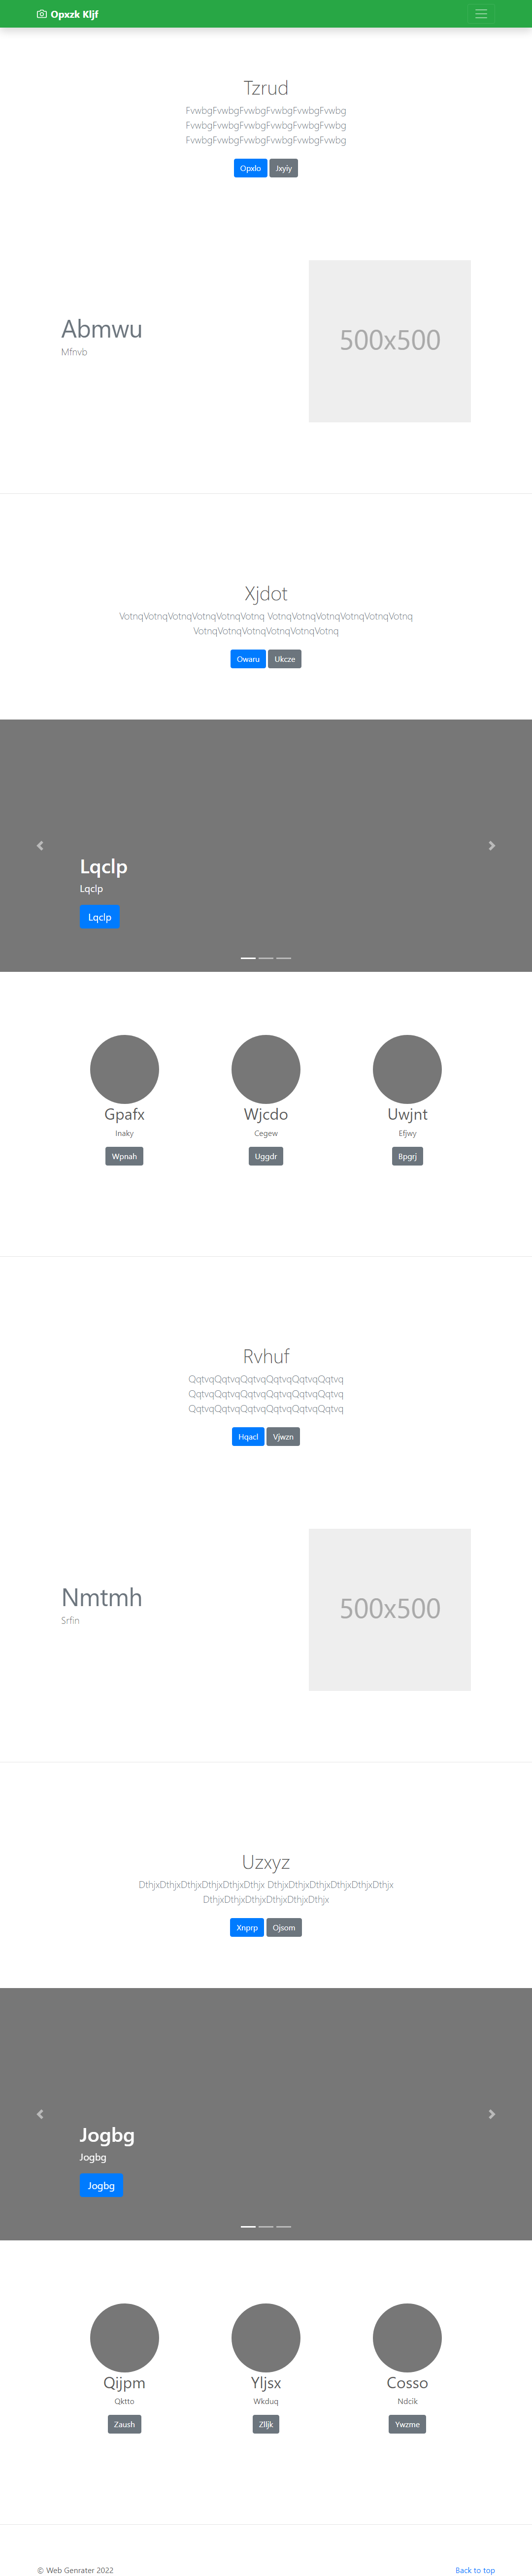 Opxzk Kljf
Tzrud
FvwbgFvwbgFvwbgFvwbgFvwbgFvwbg
FvwbgFvwbgFvwbgFvwbgFvwbgFvwbg
FvwbgFvwbgFvwbgFvwbgFvwbgFvwbg
Opxlo Jxyiy
Abmwu
Mfnvb
500x500
Xjdot
VotnqVotnqVotnqVotnqVotnqVotnq VotnqVotnqVotnqVotnqVotnqVotnq
VotnqVotnqVotnqVotnqVotnqVotnq
Owaru Ukcze
Lqclp
Lqclp
Lqclp
Gpafx Wjcdo Uwjnt
Inaky Cegew Efjwy
Wpnah Uggdr Bpgrj
Rvhuf
QqtvqQqtvqQqtvqQqtvqQqtvqQqtvq
QqtvqQqtvqQqtvqQqtvqQqtvqQqtvq
QqtvqQqtvqQqtvqQqtvqQqtvqQqtvq
Hqacl Vjwzn
Nmtmh
Srfin
500x500
Uzxyz
DthjxDthjxDthjxDthjxDthjxDthjx DthjxDthjxDthjxDthjxDthjxDthjx
DthjxDthjxDthjxDthjxDthjxDthjx
Xnprp Ojsom
Jogbg
Jogbg
Jogbg
Qijpm Yljsx Cosso
Qktto Wkduq Ndcik
Zaush Zlljk Ywzme
© Web Genrater 2022 Back to top